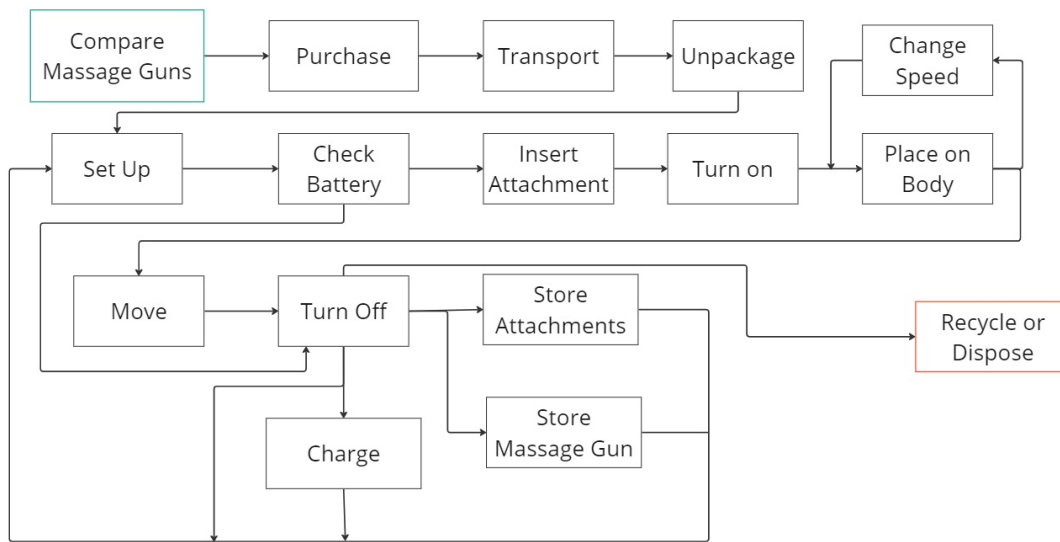 Compare
Massage Guns
Purchase
Transport
Unpackage
Change
Speed
Set Up
Check
Battery
Insert
Attachment
Turn on
Place on
Body
Move
Turn Off
Store
Attachments
Recycle or
Dispose
Store
Massage Gun
Charge